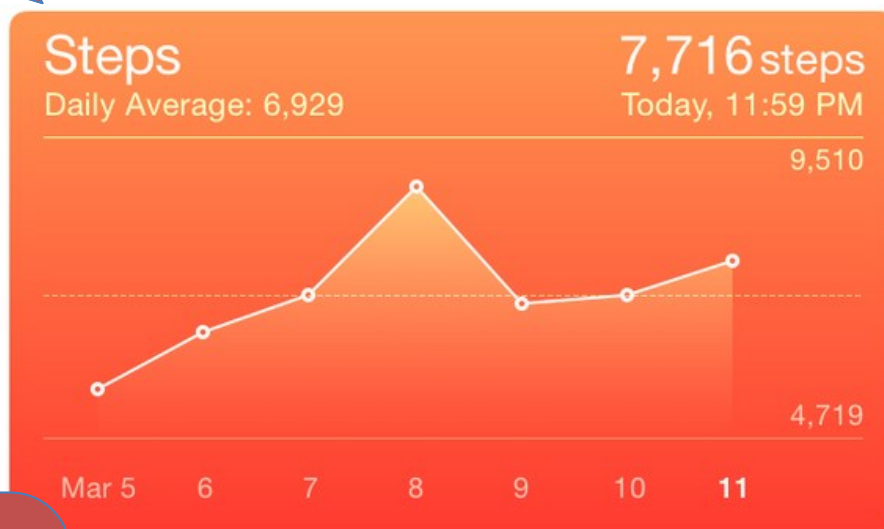 Steps
7,716 steps
Daily Average: 6,929
Today, 11:59 PM
9,510
4,719
Mar 5 6 7 8 9 10 11